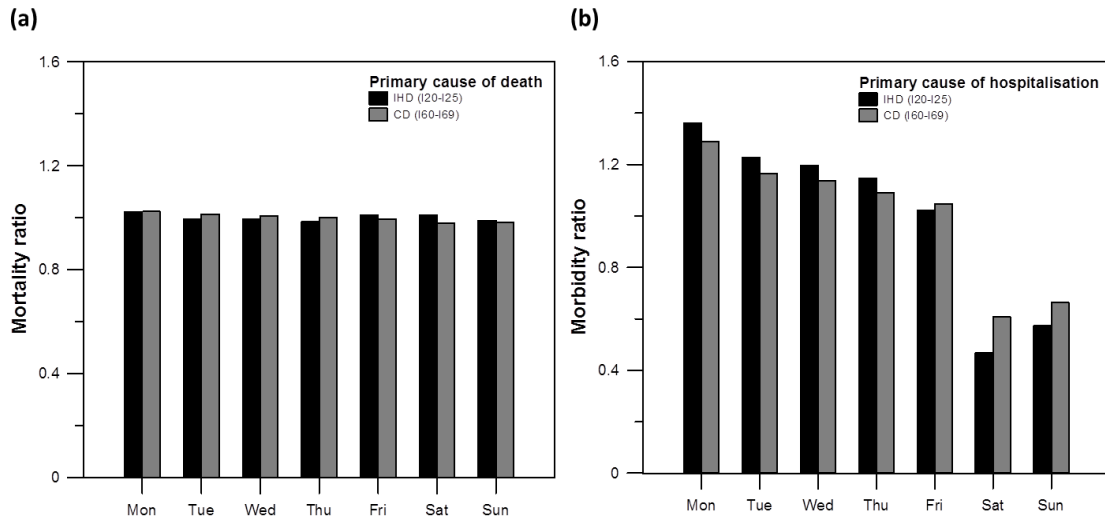 (a)
1.6
1.2
0.8
0.4
0
Mortality ratio
Primary cause of death
IHD (I20-I25)
CD (I60-I69)
Mon Tue Wed Thu Fri Sat Sun
(b)
1.6
1.2
0.8
0.4
0
Morbidity ratio
Primary cause of hospitalisation
IHD (I20-I25)
CD (I60-I69)
Mon Tue Wed Thu Fri Sat Sun